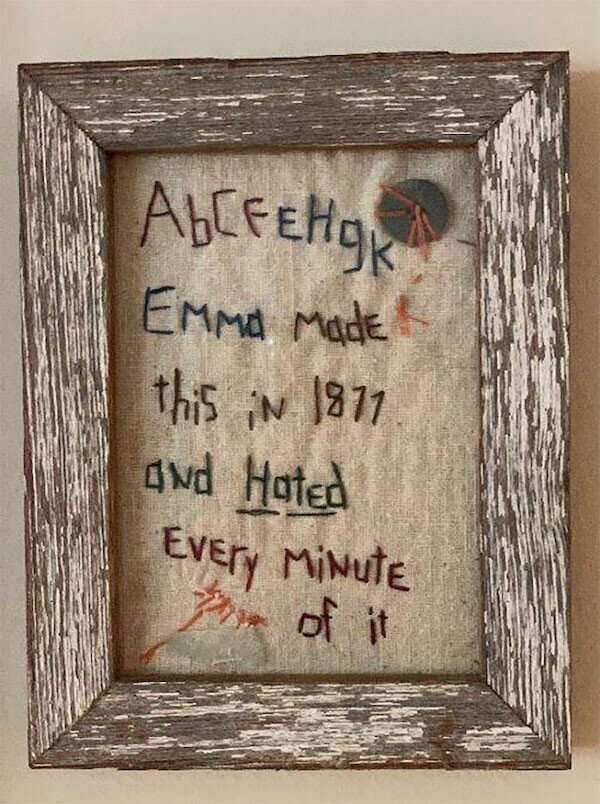 AbCFEHgK
Emma made
this iN 1877
aNd Hated
EVEry MiNutE
of it